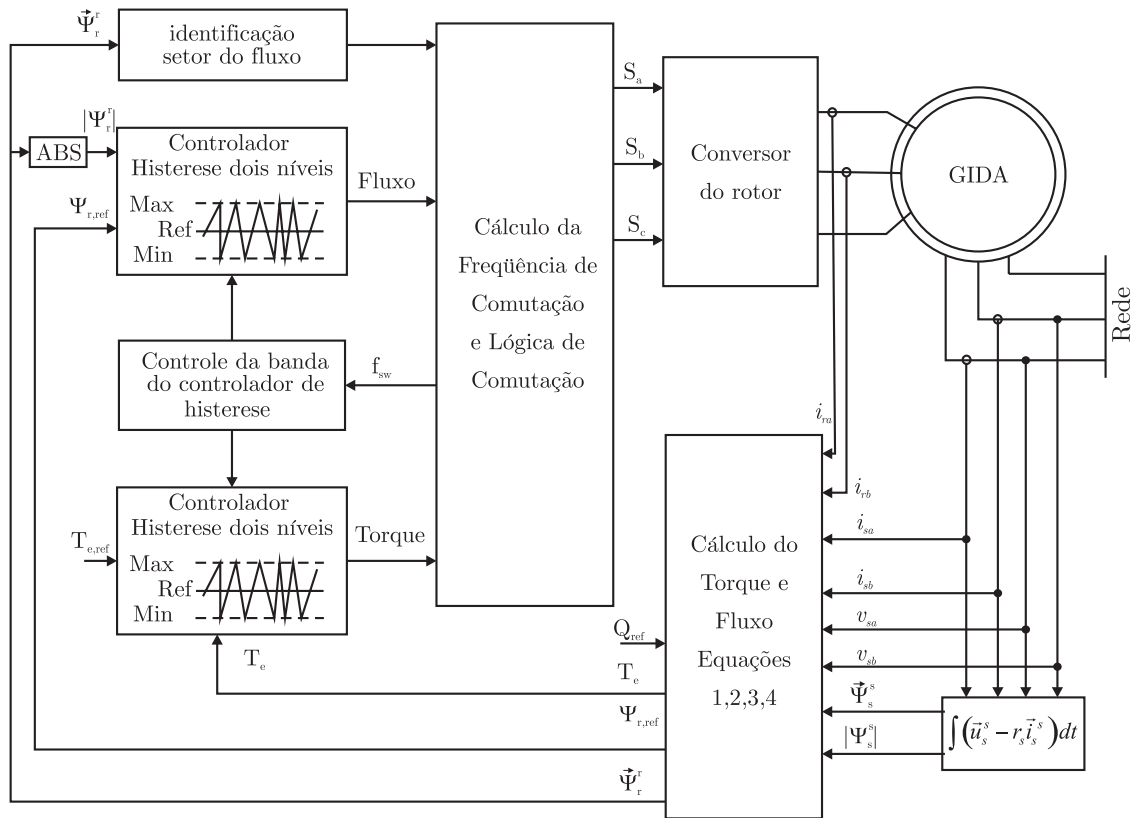 Ψ⃗ᵣʳ
identificação
setor do fluxo
|Ψᵣʳ|
ABS
Ψr,ref
Controlador
Histerese dois níveis
Max
Ref
Min
Fluxo
Controle da banda
do controlador de
histerese
fsw
Controlador
Histerese dois níveis
Max
Ref
Min
Te,ref
Torque
Te
Cálculo da
Freqüência de
Comutação
e Lógica de
Comutação
Sa
Sb
Sc
Conversor
do rotor
GIDA
Rede
ira
irb
isa
isb
vsa
vsb
Ψ⃗ₛˢ
|Ψₛˢ|
Cálculo do
Torque e
Fluxo
Equações
1,2,3,4
Qref
Te
Ψr,ref
Ψ⃗ᵣʳ
∫(u⃗ₛˢ − rₛi⃗ₛˢ)dt